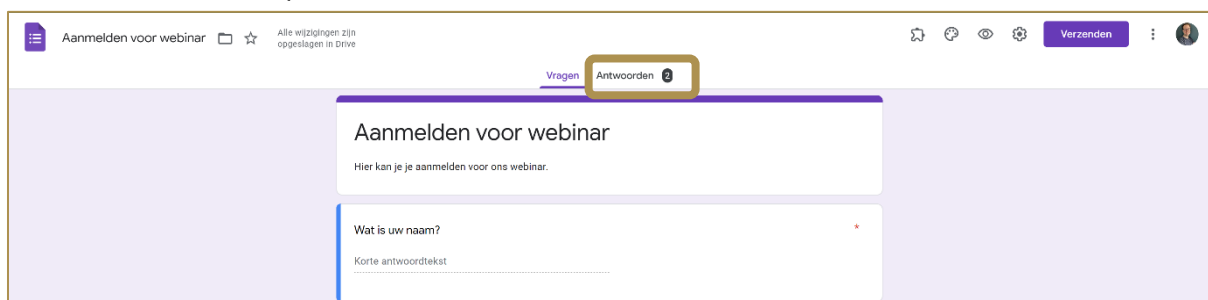 Aanmelden voor webinar
Alle wijzigingen zijn
opgeslagen in Drive
Verzenden
Vragen
Antwoorden 2
Aanmelden voor webinar
Hier kan je je aanmelden voor ons webinar.
Wat is uw naam? *
Korte antwoordtekst